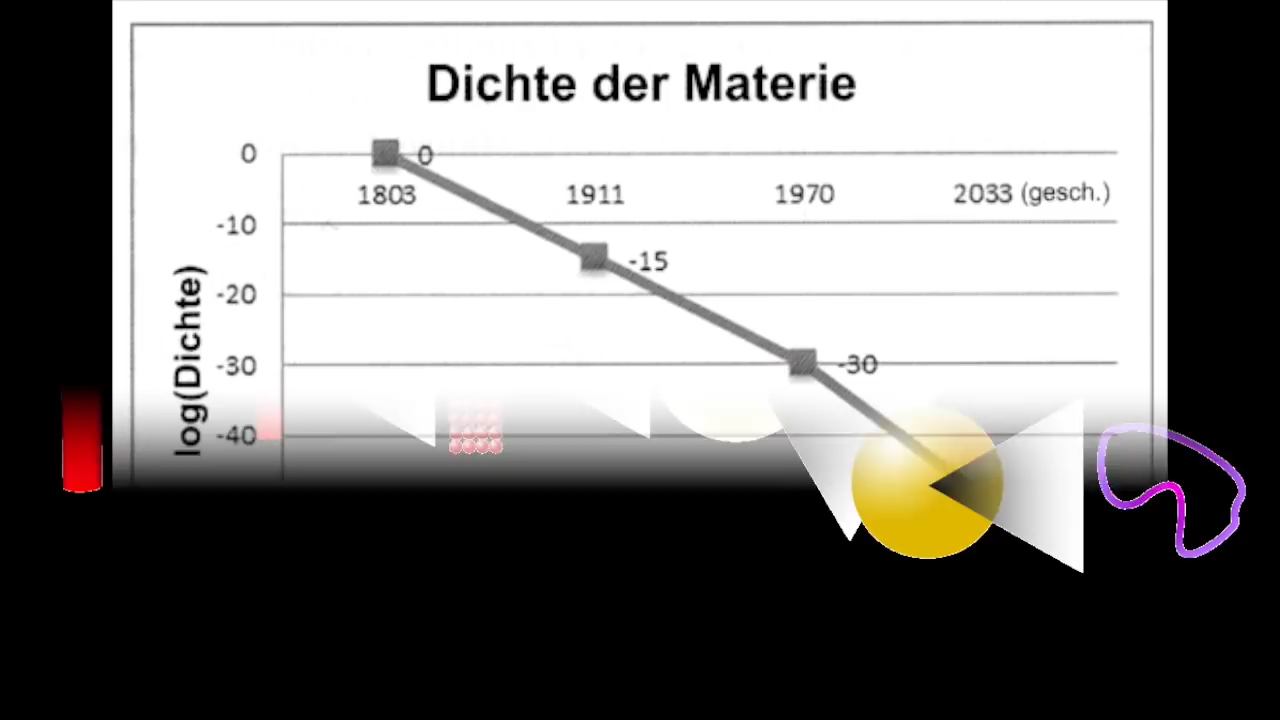 Dichte der Materie
0
0
1803 1911 1970 2033 (gesch.)
-10
-15
-20
-30
-30
-40
log(Dichte)